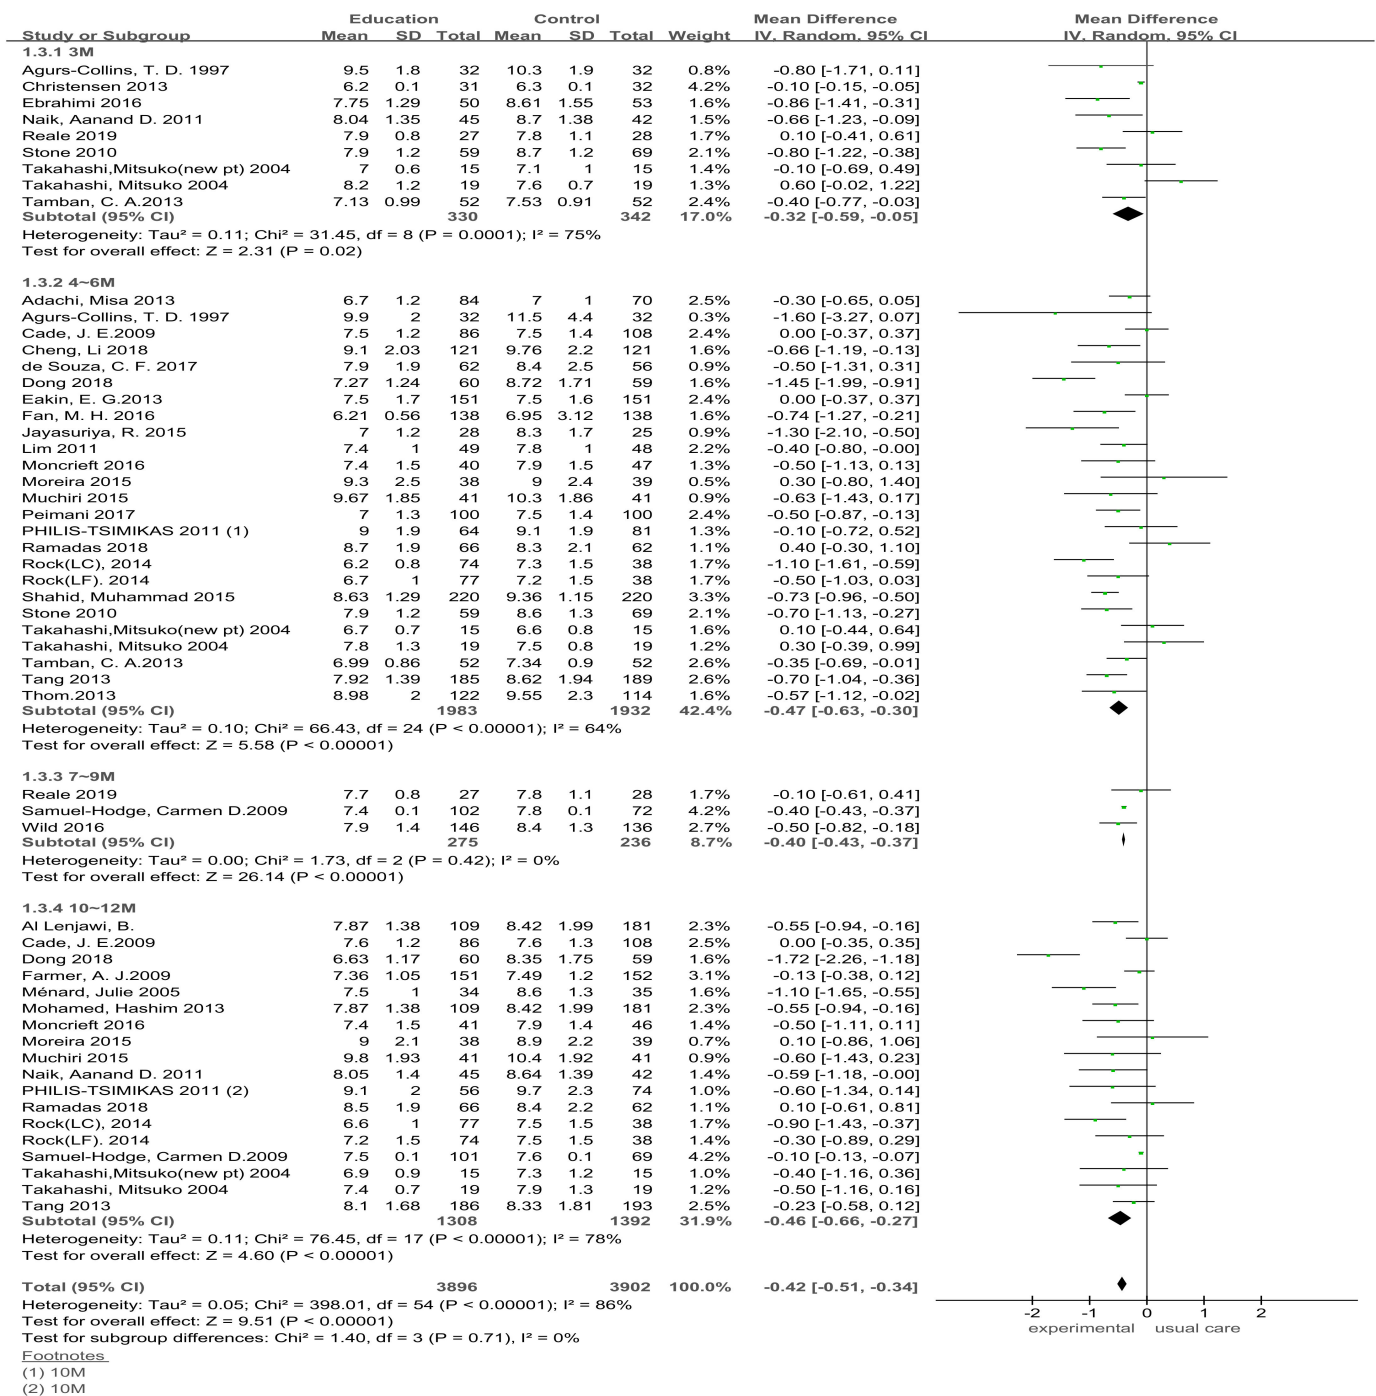 Education Control Mean Difference Mean Difference
Study or Subgroup Mean SD Total Mean SD Total Weight IV, Random, 95% CI IV, Random, 95% CI
1.3.1 3M
Agurs-Collins, T. D. 1997 9.5 1.8 32 10.3 1.9 32 0.8% -0.80 [-1.71, 0.11]
Christensen 2013 6.2 0.1 31 6.3 0.1 32 4.2% -0.10 [-0.15, -0.05]
Ebrahimi 2016 7.75 1.29 50 8.61 1.55 53 1.6% -0.86 [-1.41, -0.31]
Naik, Aanand D. 2011 8.04 1.35 45 8.7 1.38 42 1.5% -0.66 [-1.23, -0.09]
Reale 2019 7.9 0.8 27 7.8 1.1 28 1.7% 0.10 [-0.41, 0.61]
Stone 2010 7.9 1.2 59 8.7 1.2 69 2.1% -0.80 [-1.22, -0.38]
Takahashi,Mitsuko(new pt) 2004 7 0.6 15 7.1 1 15 1.4% -0.10 [-0.69, 0.49]
Takahashi, Mitsuko 2004 8.2 1.2 19 7.6 0.7 19 1.3% 0.60 [-0.02, 1.22]
Tamban, C. A.2013 7.13 0.99 52 7.53 0.91 52 2.4% -0.40 [-0.77, -0.03]
Subtotal (95% CI) 330 342 17.0% -0.32 [-0.59, -0.05]
Heterogeneity: Tau² = 0.11; Chi² = 31.45, df = 8 (P = 0.0001); I² = 75%
Test for overall effect: Z = 2.31 (P = 0.02)
1.3.2 4~6M
Adachi, Misa 2013 6.7 1.2 84 7 1 70 2.5% -0.30 [-0.65, 0.05]
Agurs-Collins, T. D. 1997 9.9 2 32 11.5 4.4 32 0.3% -1.60 [-3.27, 0.07]
Cade, J. E.2009 7.5 1.2 86 7.5 1.4 108 2.4% 0.00 [-0.37, 0.37]
Cheng, Li 2018 9.1 2.03 121 9.76 2.2 121 1.6% -0.66 [-1.19, -0.13]
de Souza, C. F. 2017 7.9 1.9 62 8.4 2.5 56 0.9% -0.50 [-1.31, 0.31]
Dong 2018 7.27 1.24 60 8.72 1.71 59 1.6% -1.45 [-1.99, -0.91]
Eakin, E. G.2013 7.5 1.7 151 7.5 1.6 151 2.4% 0.00 [-0.37, 0.37]
Fan, M. H. 2016 6.21 0.56 138 6.95 3.12 138 1.6% -0.74 [-1.27, -0.21]
Jayasuriya, R. 2015 7 1.2 28 8.3 1.7 25 0.9% -1.30 [-2.10, -0.50]
Lim 2011 7.4 1 49 7.8 1 48 2.2% -0.40 [-0.80, -0.00]
Moncrieft 2016 7.4 1.5 40 7.9 1.5 47 1.3% -0.50 [-1.13, 0.13]
Moreira 2015 9.3 2.5 38 9 2.4 39 0.5% 0.30 [-0.80, 1.40]
Muchiri 2015 9.67 1.85 41 10.3 1.86 41 0.9% -0.63 [-1.43, 0.17]
Peimani 2017 7 1.3 100 7.5 1.4 100 2.4% -0.50 [-0.87, -0.13]
PHILIS-TSIMIKAS 2011 (1) 9 1.9 64 9.1 1.9 81 1.3% -0.10 [-0.72, 0.52]
Ramadas 2018 8.7 1.9 66 8.3 2.1 62 1.1% 0.40 [-0.30, 1.10]
Rock(LC), 2014 6.2 0.8 74 7.3 1.5 38 1.7% -1.10 [-1.61, -0.59]
Rock(LF). 2014 6.7 1 77 7.2 1.5 38 1.7% -0.50 [-1.03, 0.03]
Shahid, Muhammad 2015 8.63 1.29 220 9.36 1.15 220 3.3% -0.73 [-0.96, -0.50]
Stone 2010 7.9 1.2 59 8.6 1.3 69 2.1% -0.70 [-1.13, -0.27]
Takahashi,Mitsuko(new pt) 2004 6.7 0.7 15 6.6 0.8 15 1.6% 0.10 [-0.44, 0.64]
Takahashi, Mitsuko 2004 7.8 1.3 19 7.5 0.8 19 1.2% 0.30 [-0.39, 0.99]
Tamban, C. A.2013 6.99 0.86 52 7.34 0.9 52 2.6% -0.35 [-0.69, -0.01]
Tang 2013 7.92 1.39 185 8.62 1.94 189 2.6% -0.70 [-1.04, -0.36]
Thom.2013 8.98 2 122 9.55 2.3 114 1.6% -0.57 [-1.12, -0.02]
Subtotal (95% CI) 1983 1932 42.4% -0.47 [-0.63, -0.30]
Heterogeneity: Tau² = 0.10; Chi² = 66.43, df = 24 (P < 0.00001); I² = 64%
Test for overall effect: Z = 5.58 (P < 0.00001)
1.3.3 7~9M
Reale 2019 7.7 0.8 27 7.8 1.1 28 1.7% -0.10 [-0.61, 0.41]
Samuel-Hodge, Carmen D.2009 7.4 0.1 102 7.8 0.1 72 4.2% -0.40 [-0.43, -0.37]
Wild 2016 7.9 1.4 146 8.4 1.3 136 2.7% -0.50 [-0.82, -0.18]
Subtotal (95% CI) 275 236 8.7% -0.40 [-0.43, -0.37]
Heterogeneity: Tau² = 0.00; Chi² = 1.73, df = 2 (P = 0.42); I² = 0%
Test for overall effect: Z = 26.14 (P < 0.00001)
1.3.4 10~12M
Al Lenjawi, B. 7.87 1.38 109 8.42 1.99 181 2.3% -0.55 [-0.94, -0.16]
Cade, J. E.2009 7.6 1.2 86 7.6 1.3 108 2.5% 0.00 [-0.35, 0.35]
Dong 2018 6.63 1.17 60 8.35 1.75 59 1.6% -1.72 [-2.26, -1.18]
Farmer, A. J.2009 7.36 1.05 151 7.49 1.2 152 3.1% -0.13 [-0.38, 0.12]
Ménard, Julie 2005 7.5 1 34 8.6 1.3 35 1.6% -1.10 [-1.65, -0.55]
Mohamed, Hashim 2013 7.87 1.38 109 8.42 1.99 181 2.3% -0.55 [-0.94, -0.16]
Moncrieft 2016 7.4 1.5 41 7.9 1.4 46 1.4% -0.50 [-1.11, 0.11]
Moreira 2015 9 2.1 38 8.9 2.2 39 0.7% 0.10 [-0.86, 1.06]
Muchiri 2015 9.8 1.93 41 10.4 1.92 41 0.9% -0.60 [-1.43, 0.23]
Naik, Aanand D. 2011 8.05 1.4 45 8.64 1.39 42 1.5% -0.59 [-1.18, -0.00]
PHILIS-TSIMIKAS 2011 (2) 9.1 2 56 9.7 2.3 74 1.0% -0.60 [-1.34, 0.14]
Ramadas 2018 8.5 1.9 66 8.4 2.2 62 1.1% 0.10 [-0.61, 0.81]
Rock(LC), 2014 6.6 1 77 7.5 1.5 38 1.7% -0.90 [-1.43, -0.37]
Rock(LF). 2014 7.2 1.5 74 7.5 1.5 38 1.4% -0.30 [-0.89, 0.29]
Samuel-Hodge, Carmen D.2009 7.5 0.1 101 7.6 0.1 69 4.2% -0.10 [-0.13, -0.07]
Takahashi,Mitsuko(new pt) 2004 6.9 0.9 15 7.3 1.2 15 1.0% -0.40 [-1.16, 0.36]
Takahashi, Mitsuko 2004 7.4 0.7 19 7.9 1.3 19 1.2% -0.50 [-1.16, 0.16]
Tang 2013 8.1 1.68 186 8.33 1.81 193 2.5% -0.23 [-0.58, 0.12]
Subtotal (95% CI) 1308 1392 31.9% -0.46 [-0.66, -0.27]
Heterogeneity: Tau² = 0.11; Chi² = 76.45, df = 17 (P < 0.00001); I² = 78%
Test for overall effect: Z = 4.60 (P < 0.00001)
Total (95% CI) 3896 3902 100.0% -0.42 [-0.51, -0.34]
Heterogeneity: Tau² = 0.05; Chi² = 398.01, df = 54 (P < 0.00001); I² = 86%
-2 -1 0 1 2
Test for overall effect: Z = 9.51 (P < 0.00001)
experimental usual care
Test for subgroup differences: Chi² = 1.40, df = 3 (P = 0.71), I² = 0%
Footnotes
(1) 10M
(2) 10M